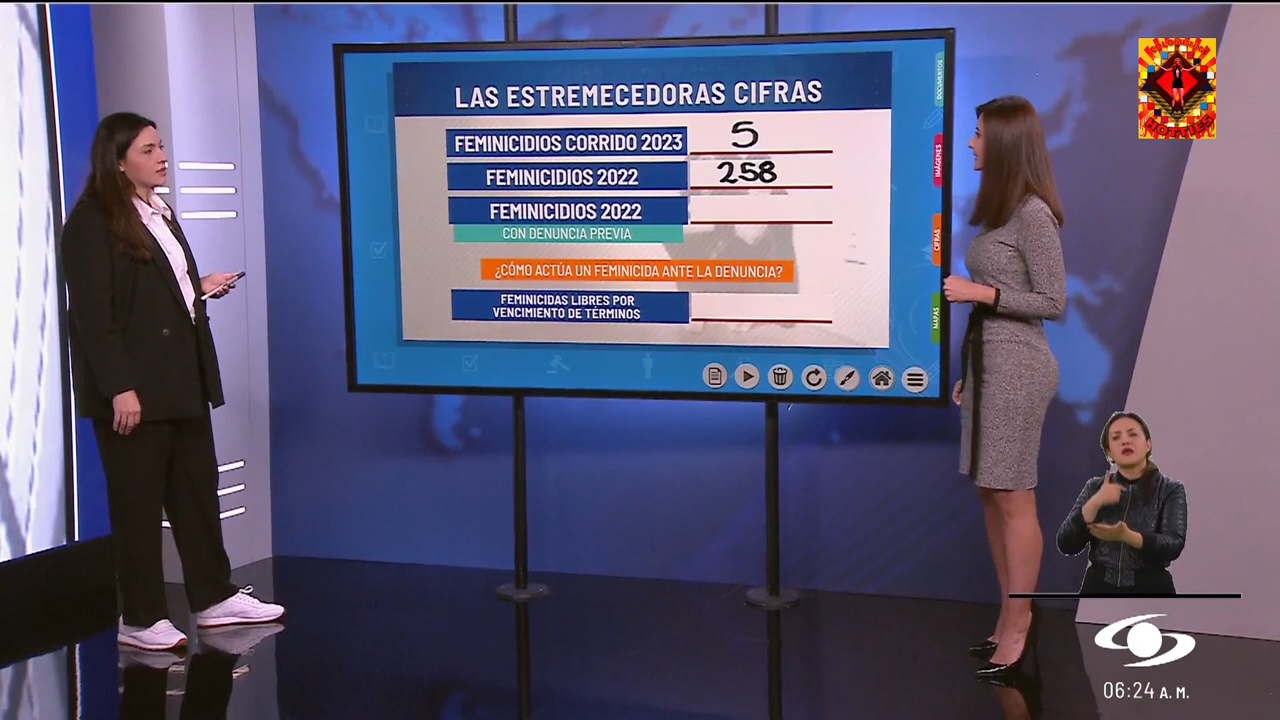 LAS ESTREMECEDORAS CIFRAS
FEMINICIDIOS CORRIDO 2023
5
FEMINICIDIOS 2022
258
FEMINICIDIOS 2022
CON DENUNCIA PREVIA
¿CÓMO ACTÚA UN FEMINICIDA ANTE LA DENUNCIA?
FEMINICIDAS LIBRES POR
VENCIMIENTO DE TÉRMINOS
DOCUMENTOS
IMÁGENES
CIFRAS
MAPAS
06:24 A.M.